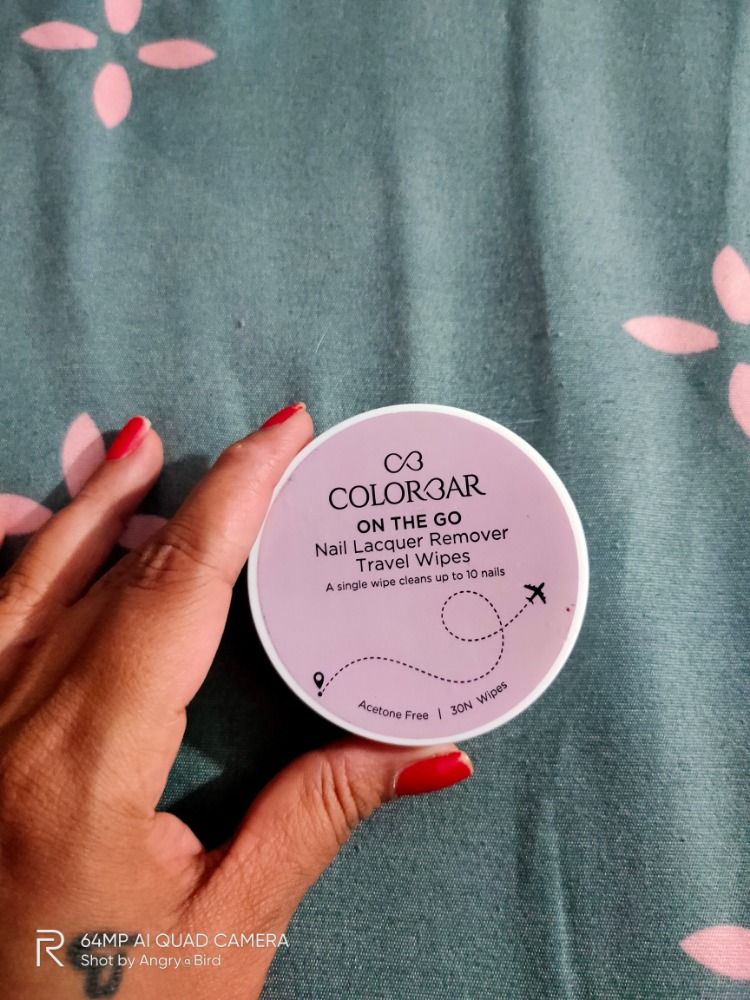 COLORBAR
ON THE GO
Nail Lacquer Remover
Travel Wipes
A single wipe cleans up to 10 nails
Acetone Free | 30N Wipes
R 64MP AI QUAD CAMERA
Shot by Angry@Bird